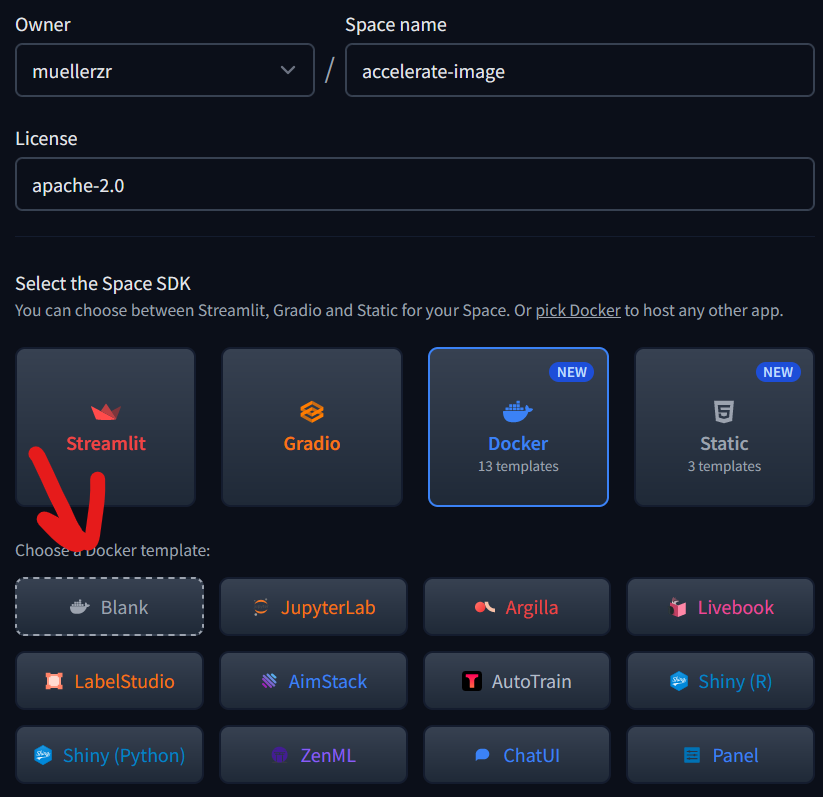 Owner
Space name
muellerzr
/
accelerate-image
License
apache-2.0
Select the Space SDK
You can choose between Streamlit, Gradio and Static for your Space. Or pick Docker to host any other app.
NEW
NEW
Streamlit
Gradio
Docker
Static
13 templates
3 templates
Choose a Docker template:
Blank
JupyterLab
Argilla
Livebook
LabelStudio
AimStack
AutoTrain
Shiny (R)
Shiny (Python)
ZenML
ChatUI
Panel